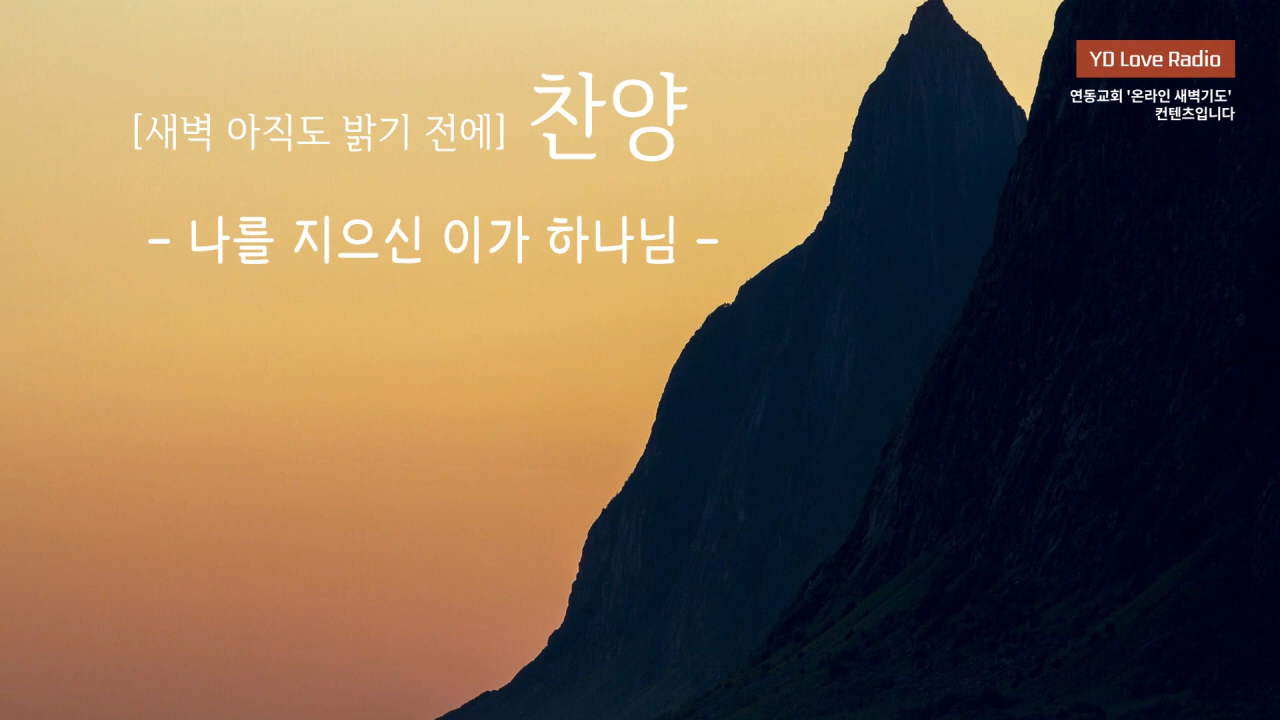 [새벽 아직도 밝기 전에] 찬양
- 나를 지으신 이가 하나님 -
YD Love Radio
연동교회 '온라인 새벽기도'
컨텐츠입니다